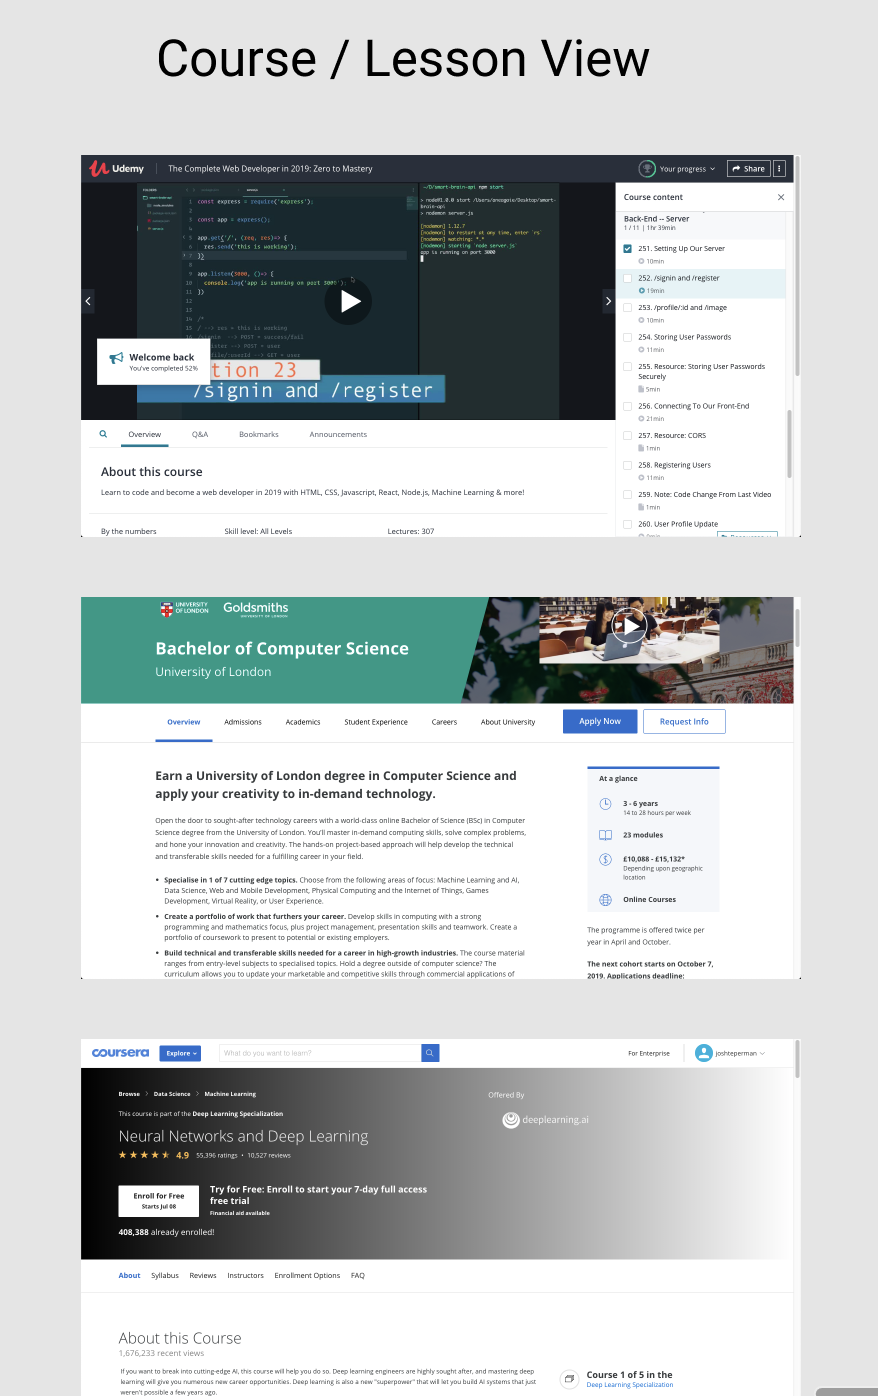 Course / Lesson View
Udemy
The Complete Web Developer in 2019: Zero to Mastery
Your progress
Share
FOLDERS
1 const express = require('express');
2
3 const app = express();
4
5 app.get('/', (req, res)=> {
6 res.send('this is working');
7 })
8
9 app.listen(3000, ()=> {
10 console.log('app is running on port 3000');
11 })
12
13
14 /*
15 / --> res = this is working
/signin --> POST = success/fail
ister --> POST = user
file/:userId --> GET = user
~/D/smart-brain-api npm start
> node@1.0.0 start /Users/aneagoie/Desktop/smart-
brain-api
> nodemon server.js
[nodemon] 1.12.7
[nodemon] to restart at any time, enter `rs`
[nodemon] watching: *.*
[nodemon] starting `node server.js`
app is running on port 3000
Welcome back
You've completed 52%
tion 23
/signin and /register
Course content
Back-End -- Server
1 / 11 | 1hr 39min
251. Setting Up Our Server
10min
252. /signin and /register
19min
253. /profile/:id and /image
10min
254. Storing User Passwords
11min
255. Resource: Storing User Passwords
Securely
5min
256. Connecting To Our Front-End
21min
257. Resource: CORS
1min
258. Registering Users
11min
259. Note: Code Change From Last Video
1min
260. User Profile Update
Overview
Q&A
Bookmarks
Announcements
About this course
Learn to code and become a web developer in 2019 with HTML, CSS, Javascript, React, Node.js, Machine Learning & more!
By the numbers
Skill level: All Levels
Lectures: 307
UNIVERSITY
OF LONDON
Goldsmiths
UNIVERSITY OF LONDON
Bachelor of Computer Science
University of London
Overview
Admissions
Academics
Student Experience
Careers
About University
Apply Now
Request Info
Earn a University of London degree in Computer Science and
apply your creativity to in-demand technology.
Open the door to sought-after technology careers with a world-class online Bachelor of Science (BSc) in Computer
Science degree from the University of London. You'll master in-demand computing skills, solve complex problems,
and hone your innovation and creativity. The hands-on project-based approach will help develop the technical
and transferable skills needed for a fulfilling career in your field.
• Specialise in 1 of 7 cutting edge topics. Choose from the following areas of focus: Machine Learning and AI,
Data Science, Web and Mobile Development, Physical Computing and the Internet of Things, Games
Development, Virtual Reality, or User Experience.
• Create a portfolio of work that furthers your career. Develop skills in computing with a strong
programming and mathematics focus, plus project management, presentation skills and teamwork. Create a
portfolio of coursework to present to potential or existing employers.
• Build technical and transferable skills needed for a career in high-growth industries. The course material
ranges from entry-level subjects to specialised topics. Hold a degree outside of computer science? The
curriculum allows you to update your marketable and competitive skills through commercial applications of
At a glance
3 - 6 years
14 to 28 hours per week
23 modules
£10,088 - £15,132*
Depending upon geographic
location
Online Courses
The programme is offered twice per
year in April and October.
The next cohort starts on October 7,
2019. Applications deadline:
coursera
Explore
What do you want to learn?
For Enterprise
joshteperman
Browse > Data Science > Machine Learning
This course is part of the Deep Learning Specialization
Neural Networks and Deep Learning
4.9 55,396 ratings • 10,527 reviews
Offered By
deeplearning.ai
Enroll for Free
Starts Jul 08
Try for Free: Enroll to start your 7-day full access
free trial
Financial aid available
408,388 already enrolled!
About
Syllabus
Reviews
Instructors
Enrollment Options
FAQ
About this Course
1,676,233 recent views
If you want to break into cutting-edge AI, this course will help you do so. Deep learning engineers are highly sought after, and mastering deep
learning will give you numerous new career opportunities. Deep learning is also a new "superpower" that will let you build AI systems that just
weren't possible a few years ago.
Course 1 of 5 in the
Deep Learning Specialization